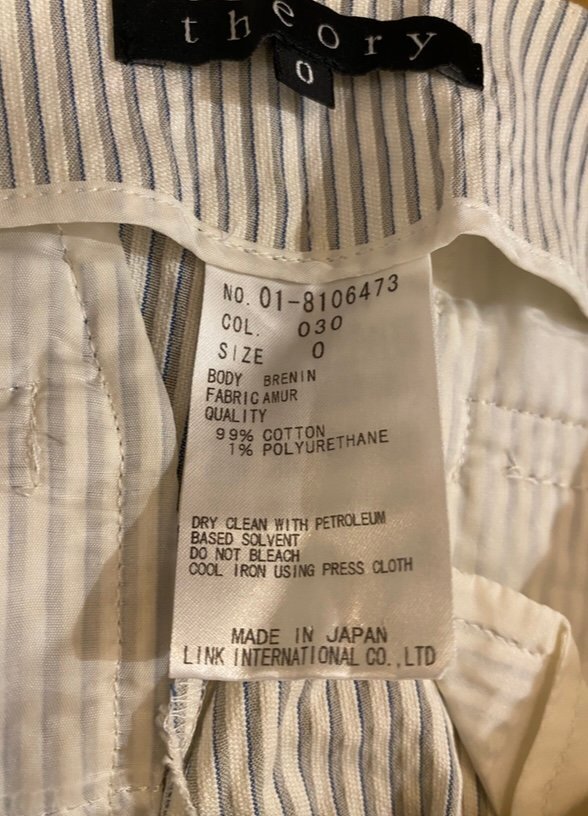 theory
0
NO. 01-8106473
COL. 030
SIZE 0
BODY BRENIN
FABRIC AMUR
QUALITY
99% COTTON
1% POLYURETHANE
DRY CLEAN WITH PETROLEUM
BASED SOLVENT
DO NOT BLEACH
COOL IRON USING PRESS CLOTH
MADE IN JAPAN
LINK INTERNATIONAL CO.,LTD